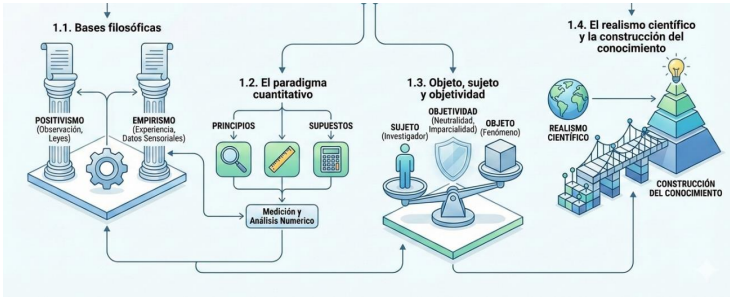 1.1. Bases filosóficas
POSITIVISMO
(Observación,
Leyes)
EMPIRISMO
(Experiencia,
Datos Sensoriales)
1.2. El paradigma
cuantitativo
PRINCIPIOS
SUPUESTOS
Medición y
Análisis Numérico
1.3. Objeto, sujeto
y objetividad
SUJETO
(Investigador)
OBJETIVIDAD
(Neutralidad,
Imparcialidad)
OBJETO
(Fenómeno)
1.4. El realismo científico
y la construcción del
conocimiento
REALISMO
CIENTÍFICO
CONSTRUCCIÓN
DEL CONOCIMIENTO